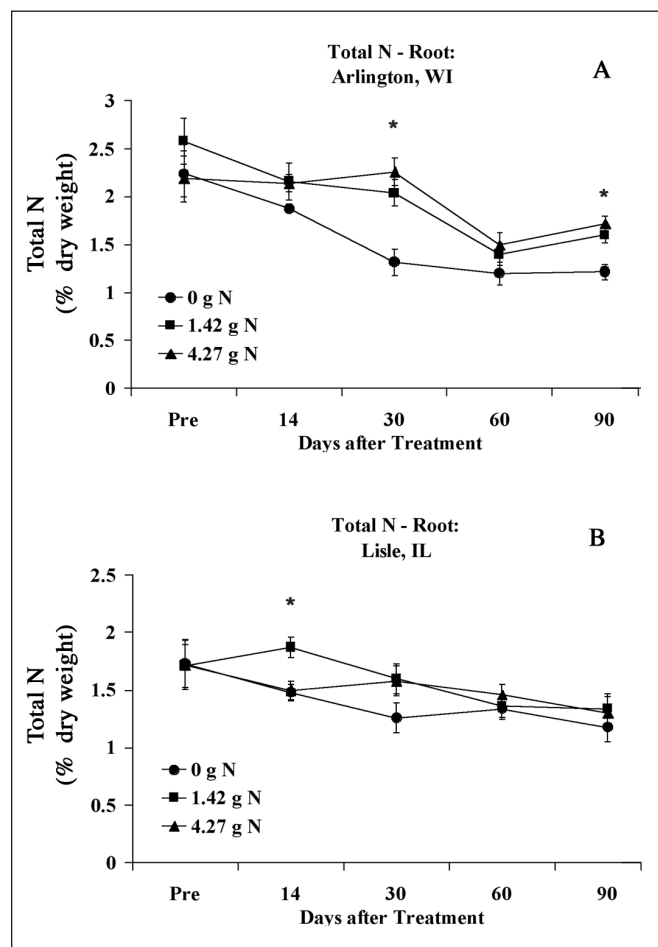 Total N - Root:
Arlington, WI
A
Total N
(% dry weight)
3
2.5
2
1.5
1
0.5
0
*
*
0 g N
1.42 g N
4.27 g N
Pre 14 30 60 90
Days after Treatment
Total N - Root:
Lisle, IL
B
Total N
(% dry weight)
2.5
2
1.5
1
0.5
0
*
0 g N
1.42 g N
4.27 g N
Pre 14 30 60 90
Days after Treatment